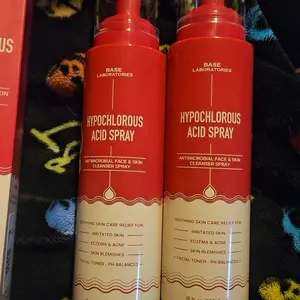 OUS
BASE
LABORATORIES
HYPOCHLOROUS
ACID SPRAY
ANTIMICROBIAL FACE & SKIN
CLEANSER SPRAY
SOOTHING SKIN CARE RELIEF FOR
IRRITATED SKIN
ECZEMA & ACNE
SKIN BLEMISHES
FACIAL TONER · PH BALANCED
BASE
LABORATORIES
HYPOCHLOROUS
ACID SPRAY
ANTIMICROBIAL FACE & SKIN
CLEANSER SPRAY
SOOTHING SKIN CARE RELIEF FOR
IRRITATED SKIN
ECZEMA & ACNE
SKIN BLEMISHES
FACIAL TONER · PH BALANCED
BASE